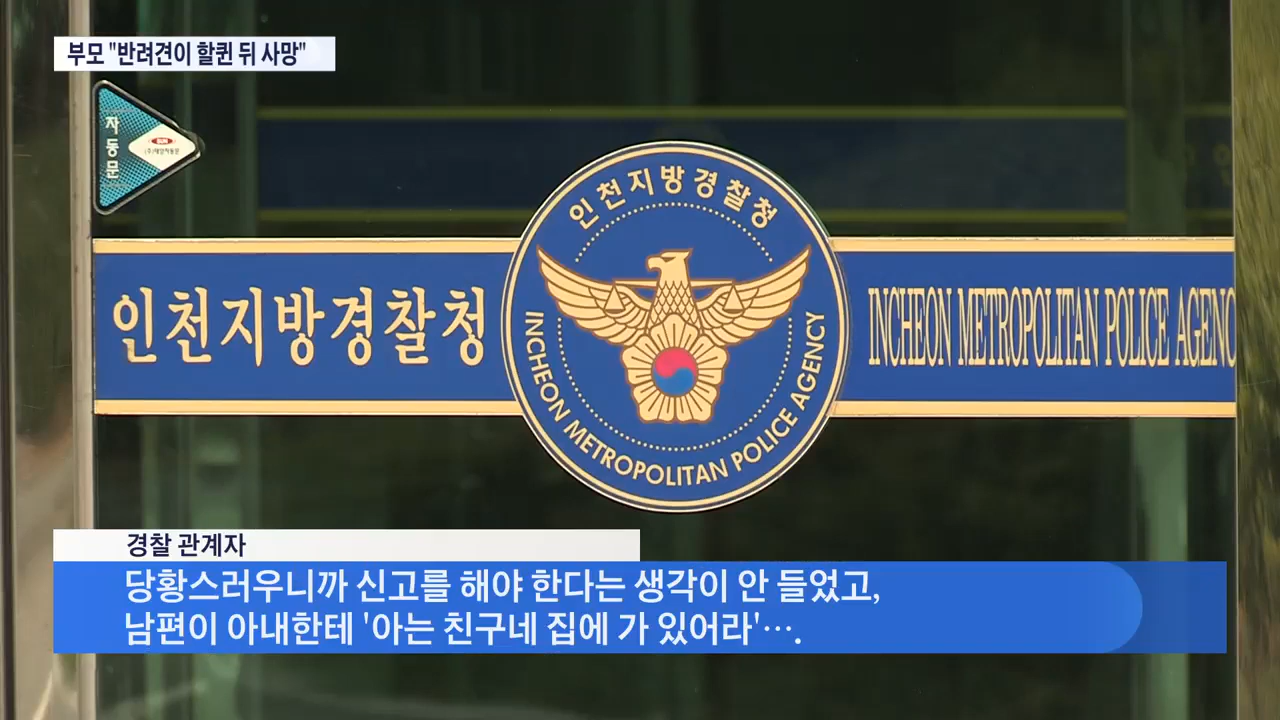 부모 "반려견이 할퀸 뒤 사망"
자동문
인천지방경찰청
인천지방경찰청
INCHEON METROPOLITAN POLICE AGENCY
INCHEON METROPOLITAN POLICE AGENC
경찰 관계자
당황스러우니까 신고를 해야 한다는 생각이 안 들었고,
남편이 아내한테 '아는 친구네 집에 가 있어라'….